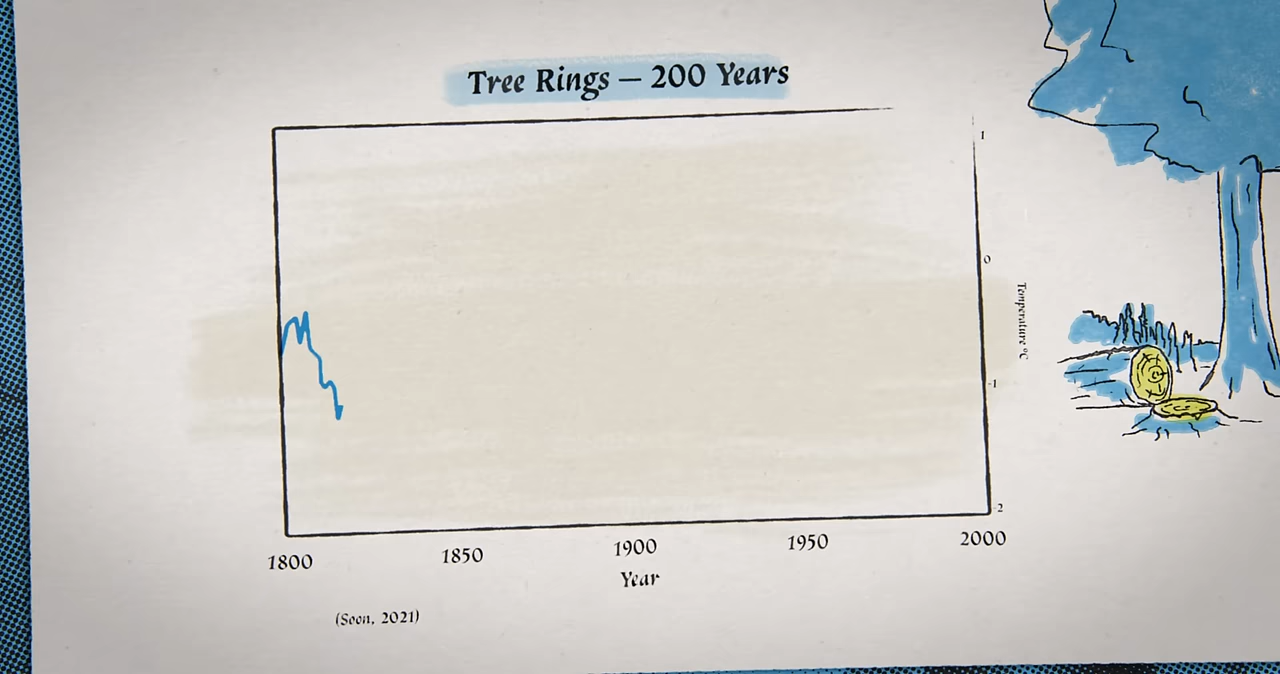 Tree Rings – 200 Years
1
0
-1
-2
Temperature °C
1800 1850 1900 1950 2000
Year
(Soon, 2021)